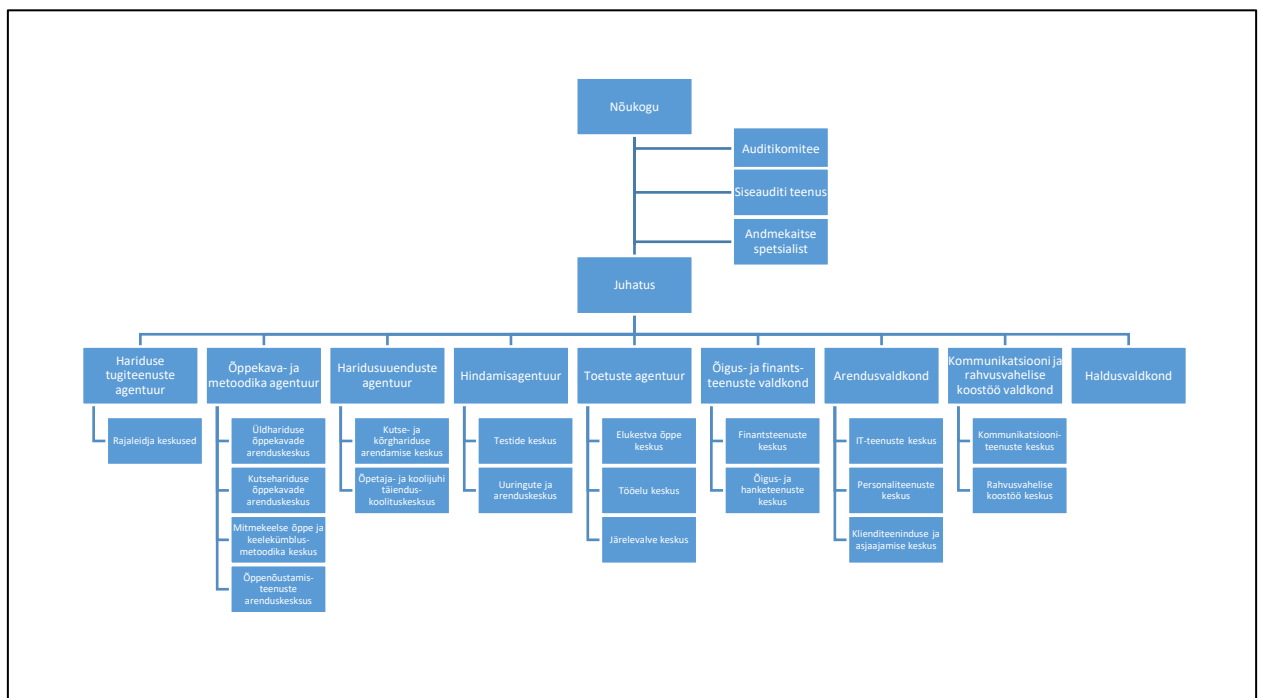 Nõukogu
Auditikomitee
Siseauditi teenus
Andmekaitse
spetsialist
Juhatus
Hariduse
tugiteenuste
agentuur
Rajaleidja keskused
Õppekava- ja
metoodika agentuur
Üldhariduse
õppekavade
arenduskeskus
Kutsehariduse
õppekavade
arenduskeskus
Mitmekeelse õppe ja
keelekümblus-
metoodika keskus
Õppenõustamis-
teenuste
arenduskesksus
Haridusuuenduste
agentuur
Kutse- ja
kõrghariduse
arendamise keskus
Õpetaja- ja koolijuhi
täiendus-
koolituskesksus
Hindamisagentuur
Testide keskus
Uuringute ja
arenduskeskus
Toetuste agentuur
Elukestva õppe
keskus
Tööelu keskus
Järelevalve keskus
Õigus- ja finants-
teenuste valdkond
Finantsteenuste
keskus
Õigus- ja
hanketeenuste
keskus
Arendusvaldkond
IT-teenuste keskus
Personaliteenuste
keskus
Klienditeeninduse ja
asjaajamise keskus
Kommunikatsiooni ja
rahvusvahelise
koostöö valdkond
Kommunikatsiooni-
teenuste keskus
Rahvusvahelise
koostöö keskus
Haldusvaldkond